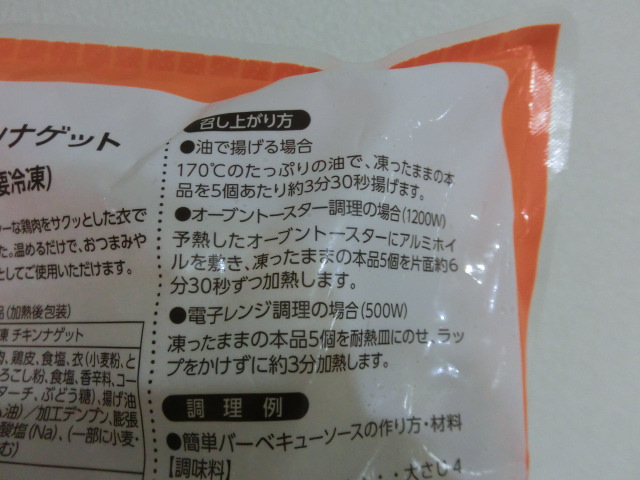 ンナゲット
要冷凍)
ーな鶏肉をサクッとした衣で
た。温めるだけで、おつまみや
としてご使用いただけます。
品(加熱後包装)
凍 チキンナゲット
肉、鶏皮、食塩、衣(小麦粉、と
ろこし粉、食塩、香辛料、コー
ターチ、ぶどう糖)、揚げ油
油)/加工デンプン、膨張
酸塩(Na)、(一部に小麦・
む)
召し上がり方
●油で揚げる場合
170℃のたっぷりの油で、凍ったままの本
品を5個あたり約3分30秒揚げます。
●オーブントースター調理の場合(1200W)
予熱したオーブントースターにアルミホイ
ルを敷き、凍ったままの本品5個を片面約6
分30秒ずつ加熱します。
●電子レンジ調理の場合(500W)
凍ったままの本品5個を耐熱皿にのせ、ラッ
プをかけずに約3分加熱します。
調理例
●簡単バーベキューソースの作り方・材料
【調味料】
・・・大さじ4